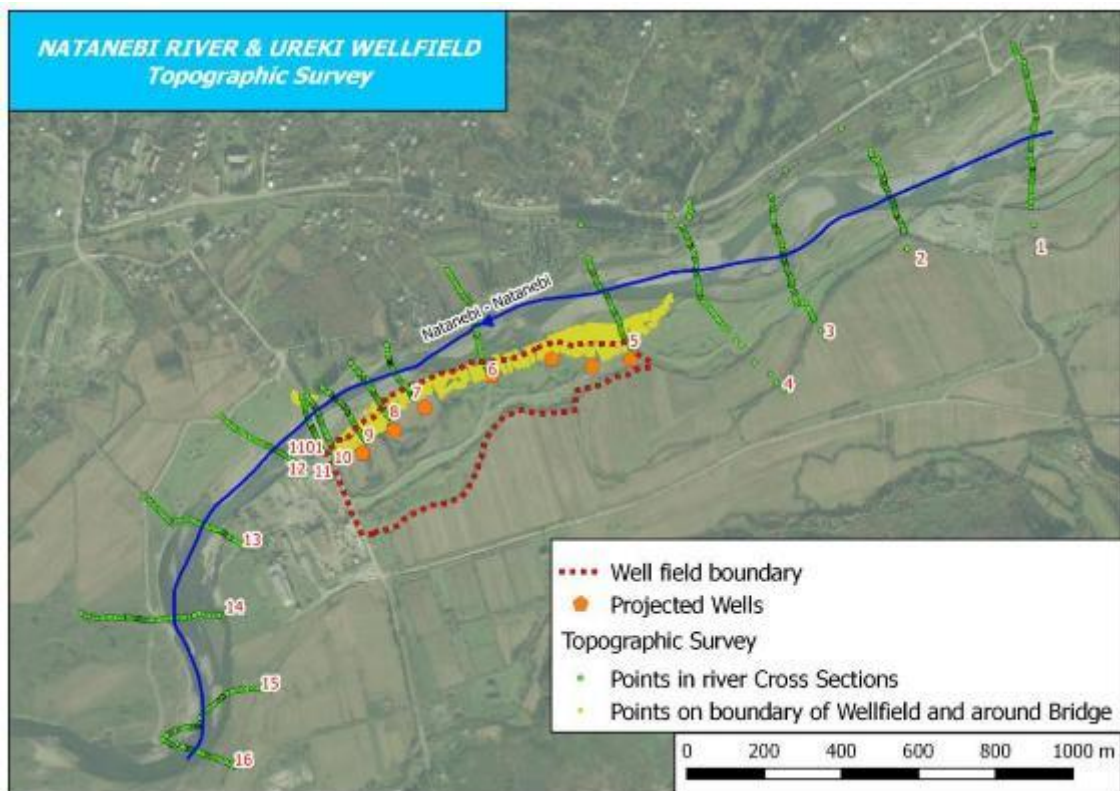 NATANEBI RIVER & UREKI WELLFIELD
Topographic Survey
1
2
3
4
5
Natanebi - Natanebi
6
7
8
9
10
1101
11
12
13
14
15
16
Well field boundary
Projected Wells
Topographic Survey
Points in river Cross Sections
Points on boundary of Wellfield and around Bridge
0 200 400 600 800 1000 m